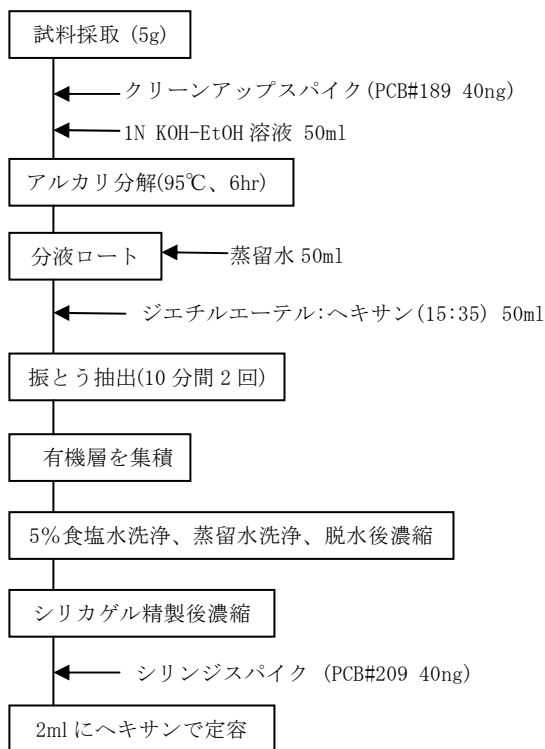 試料採取 (5g)
クリーンアップスパイク(PCB#189 40ng)
1N KOH-EtOH 溶液 50ml
アルカリ分解(95℃、6hr)
分液ロート
蒸留水 50ml
ジエチルエーテル:ヘキサン(15:35) 50ml
振とう抽出(10 分間 2 回)
有機層を集積
5%食塩水洗浄、蒸留水洗浄、脱水後濃縮
シリカゲル精製後濃縮
シリンジスパイク (PCB#209 40ng)
2ml にヘキサンで定容